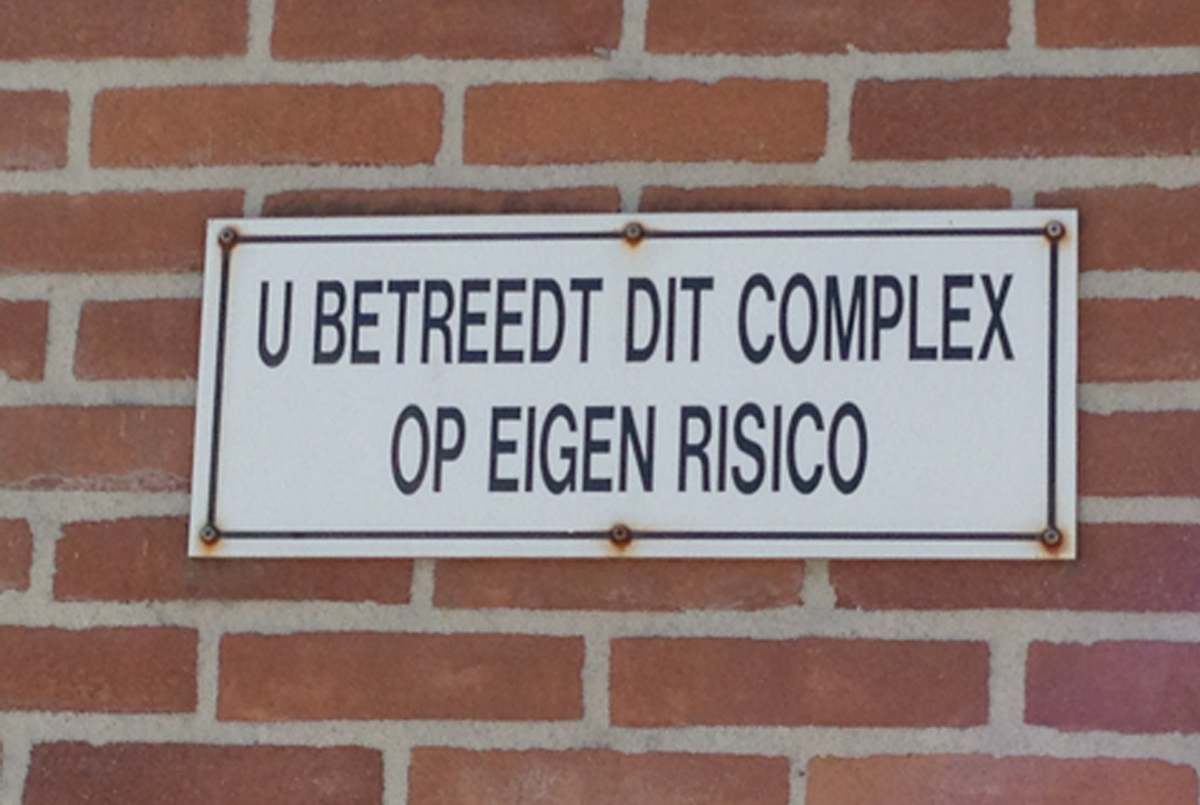 U BETREEDT DIT COMPLEX
OP EIGEN RISICO